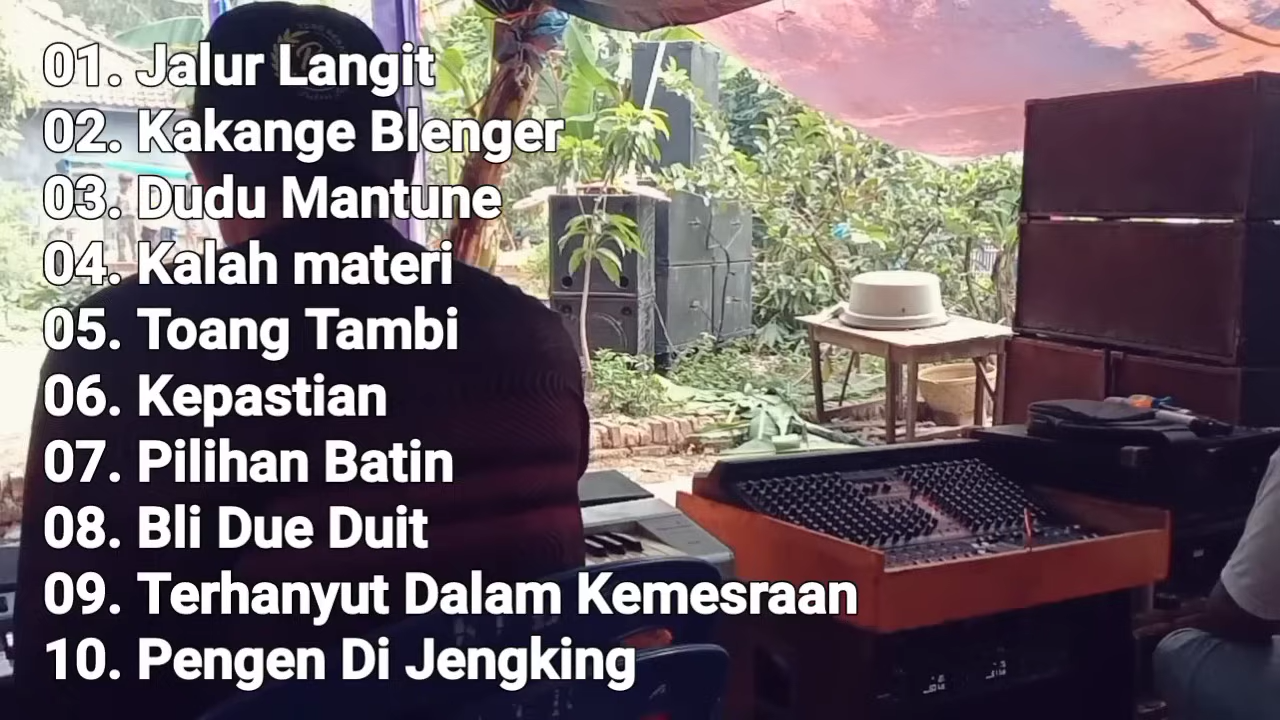 01. Jalur Langit
02. Kakange Blenger
03. Dudu Mantune
04. Kalah materi
05. Toang Tambi
06. Kepastian
07. Pilihan Batin
08. Bli Due Duit
09. Terhanyut Dalam Kemesraan
10. Pengen Di Jengking